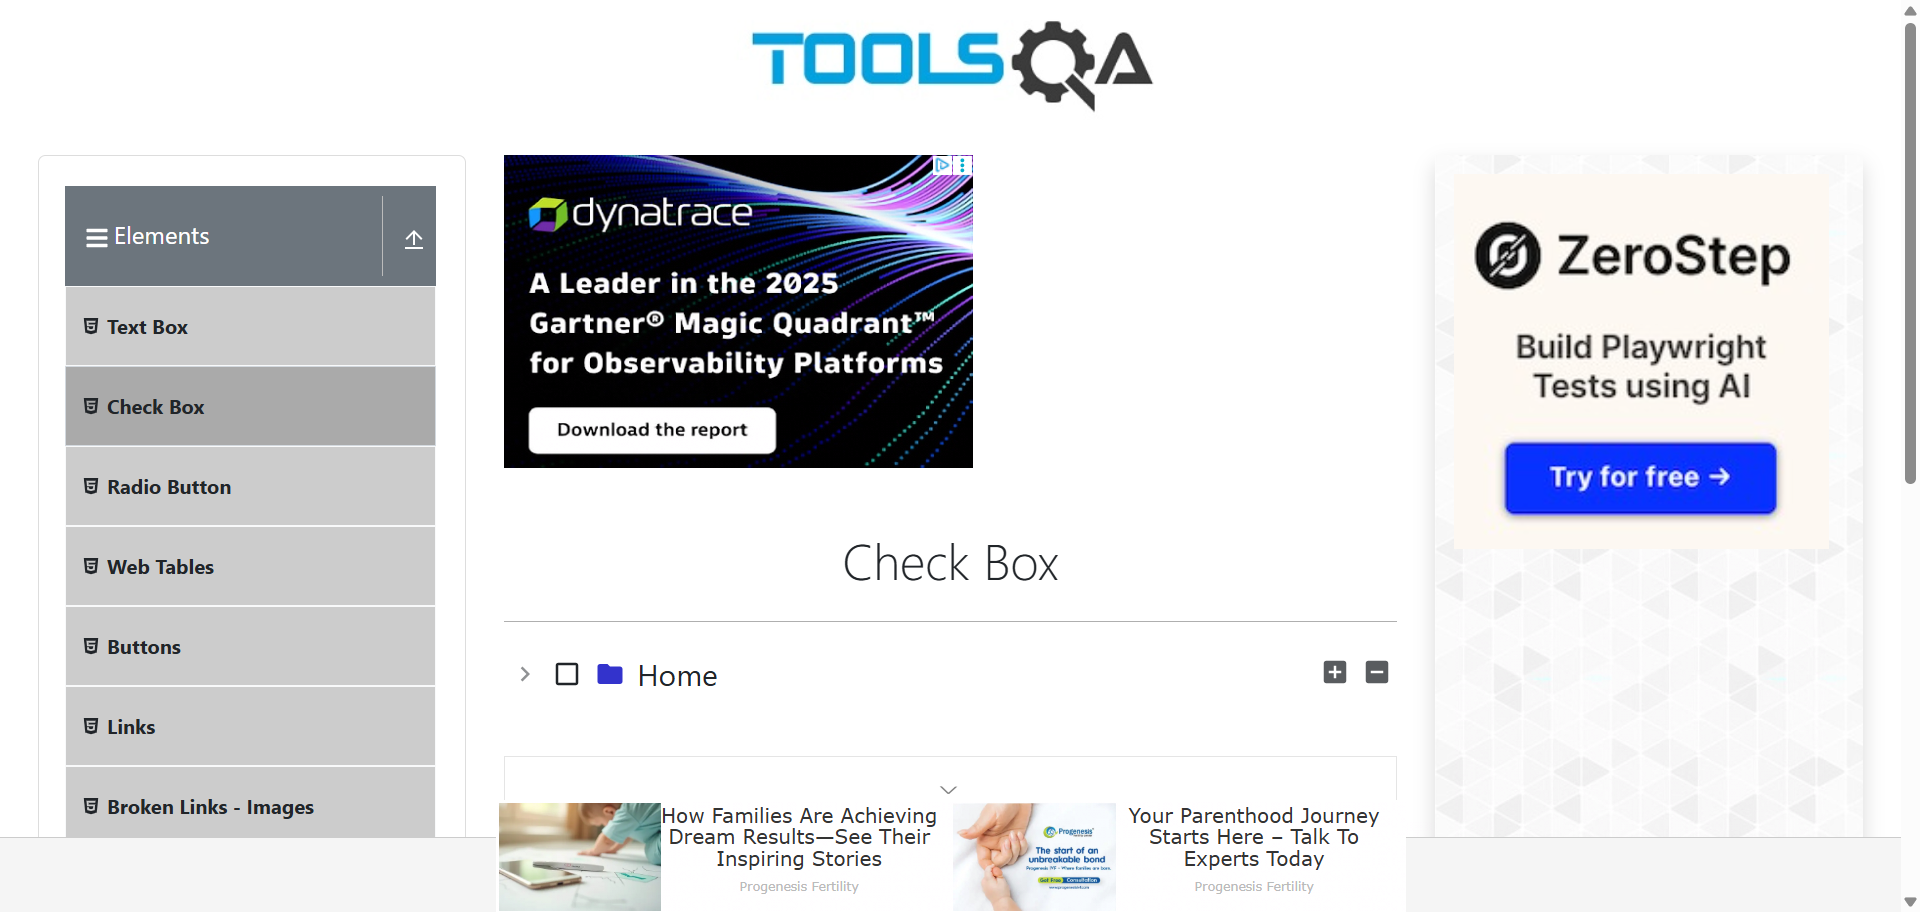 TOOLSQA
Elements
Text Box
Check Box
Radio Button
Web Tables
Buttons
Links
Broken Links - Images
dynatrace
A Leader in the 2025
Gartner® Magic Quadrant™
for Observability Platforms
Download the report
Check Box
Home
ZeroStep
Build Playwright
Tests using AI
Try for free →
How Families Are Achieving
Dream Results—See Their
Inspiring Stories
Progenesis Fertility
Progenesis
The start of an
unbreakable bond
Get Free Consultation
Your Parenthood Journey
Starts Here – Talk To
Experts Today
Progenesis Fertility